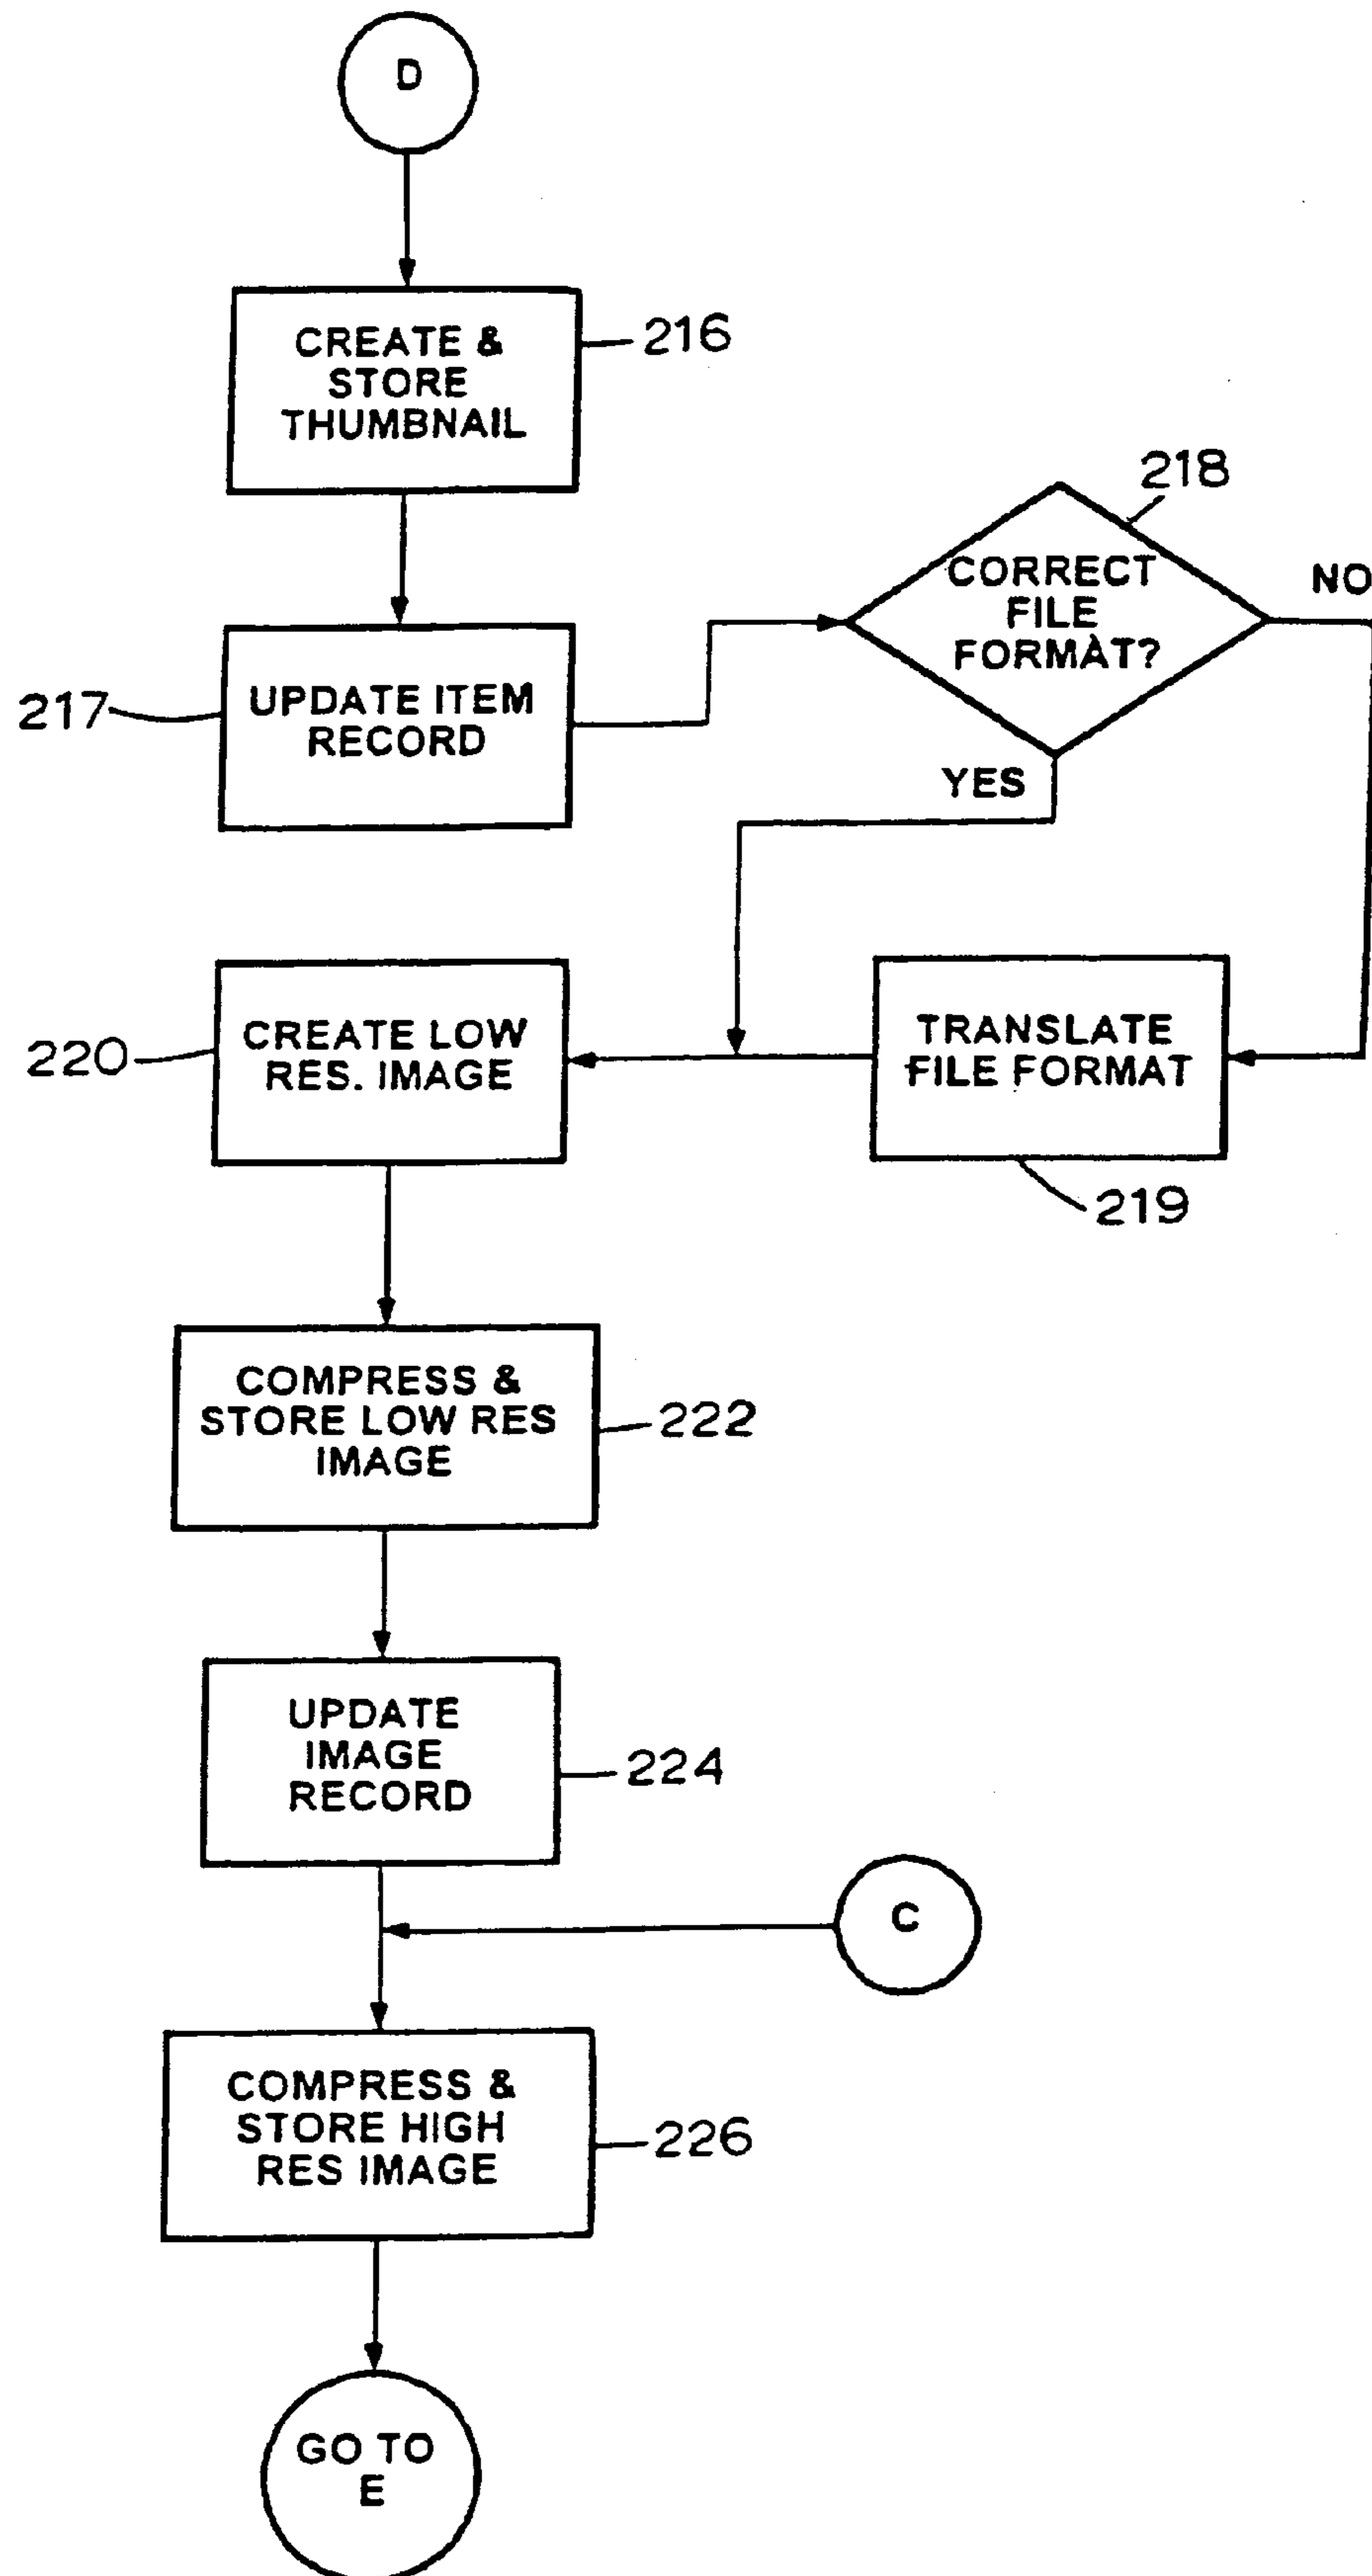 D
CREATE &
STORE
THUMBNAIL
216
218
CORRECT
FILE
FORMAT?
NO
217
UPDATE ITEM
RECORD
YES
220
CREATE LOW
RES. IMAGE
TRANSLATE
FILE FORMAT
219
COMPRESS &
STORE LOW RES
IMAGE
222
UPDATE
IMAGE
RECORD
224
C
COMPRESS &
STORE HIGH
RES IMAGE
226
GO TO
E